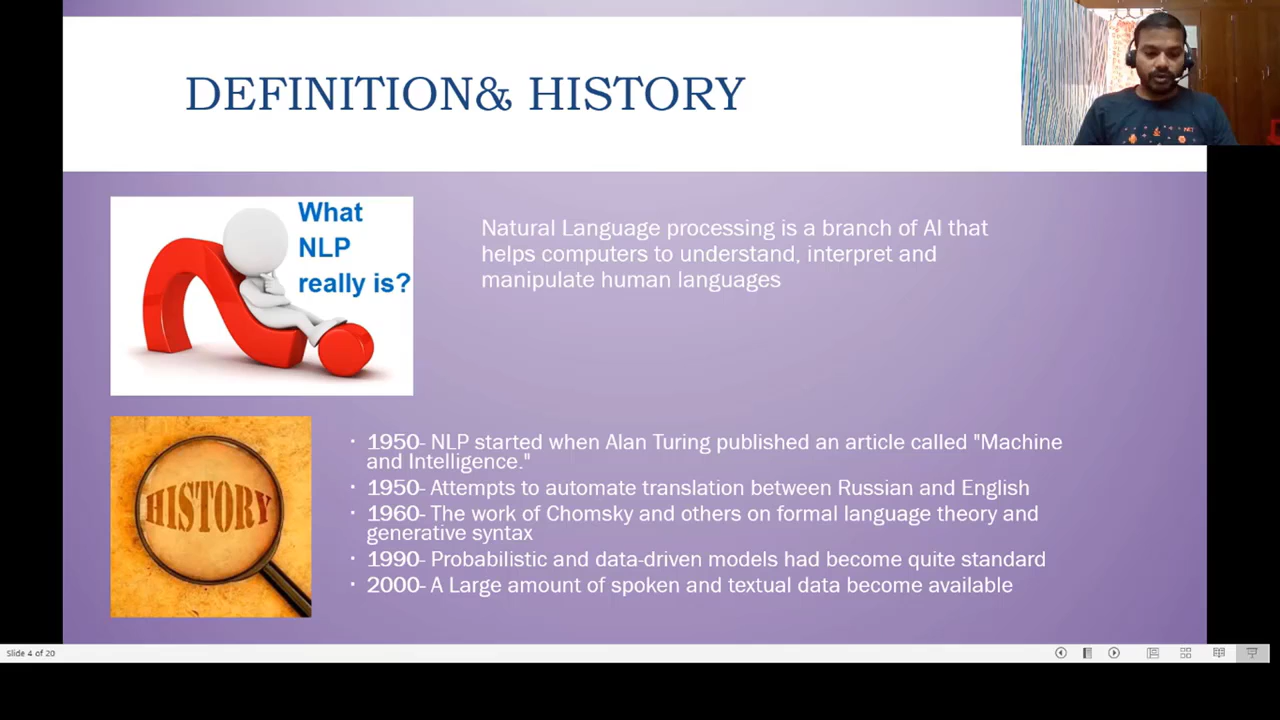 DEFINITION& HISTORY
What
NLP
really is?
Natural Language processing is a branch of AI that
helps computers to understand, interpret and
manipulate human languages
HISTORY
· 1950- NLP started when Alan Turing published an article called "Machine
and Intelligence."
· 1950- Attempts to automate translation between Russian and English
· 1960- The work of Chomsky and others on formal language theory and
generative syntax
· 1990- Probabilistic and data-driven models had become quite standard
· 2000- A Large amount of spoken and textual data become available
Slide 4 of 20